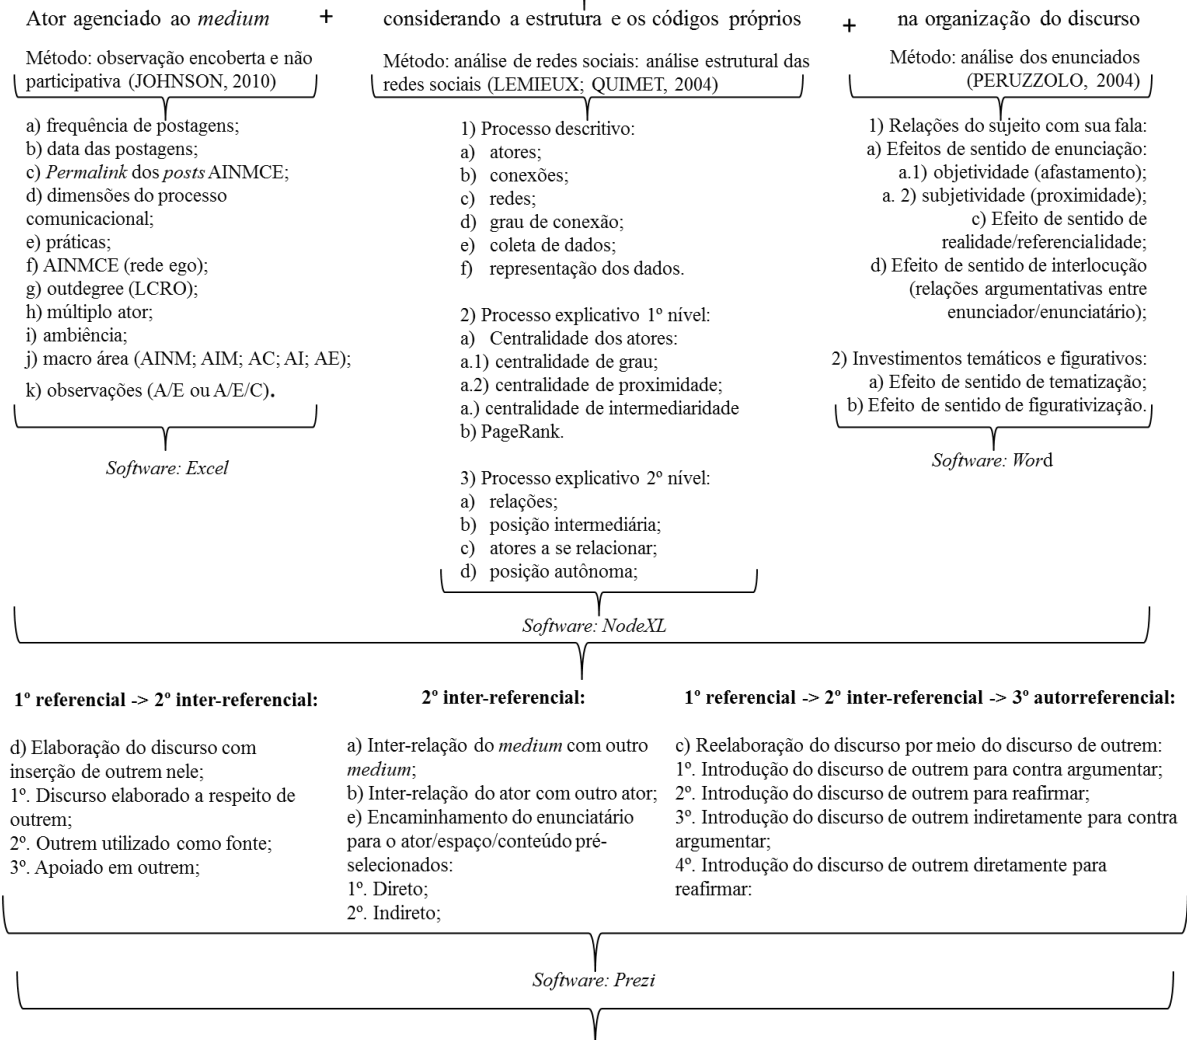 Ator agenciado ao medium
+
considerando a estrutura e os códigos próprios
+
na organização do discurso
Método: observação encoberta e não
participativa (JOHNSON, 2010)
a) frequência de postagens;
b) data das postagens;
c) Permalink dos posts AINMCE;
d) dimensões do processo
comunicacional;
e) práticas;
f) AINMCE (rede ego);
g) outdegree (LCRO);
h) múltiplo ator;
i) ambiência;
j) macro área (AINM; AIM; AC; AI; AE);
k) observações (A/E ou A/E/C).
Software: Excel
Método: análise de redes sociais: análise estrutural das
redes sociais (LEMIEUX; QUIMET, 2004)
1) Processo descritivo:
a) atores;
b) conexões;
c) redes;
d) grau de conexão;
e) coleta de dados;
f) representação dos dados.
2) Processo explicativo 1º nível:
a) Centralidade dos atores:
a.1) centralidade de grau;
a.2) centralidade de proximidade;
a.) centralidade de intermediaridade
b) PageRank.
3) Processo explicativo 2º nível:
a) relações;
b) posição intermediária;
c) atores a se relacionar;
d) posição autônoma;
Software: NodeXL
Método: análise dos enunciados
(PERUZZOLO, 2004)
1) Relações do sujeito com sua fala:
a) Efeitos de sentido de enunciação:
a.1) objetividade (afastamento);
a. 2) subjetividade (proximidade);
c) Efeito de sentido de
realidade/referencialidade;
d) Efeito de sentido de interlocução
(relações argumentativas entre
enunciador/enunciatário);
2) Investimentos temáticos e figurativos:
a) Efeito de sentido de tematização;
b) Efeito de sentido de figurativização.
Software: Word
1º referencial -> 2º inter-referencial:
d) Elaboração do discurso com
inserção de outrem nele;
1º. Discurso elaborado a respeito de
outrem;
2º. Outrem utilizado como fonte;
3º. Apoiado em outrem;
2º inter-referencial:
a) Inter-relação do medium com outro
medium;
b) Inter-relação do ator com outro ator;
e) Encaminhamento do enunciatário
para o ator/espaço/conteúdo pré-
selecionados:
1º. Direto;
2º. Indireto;
1º referencial -> 2º inter-referencial -> 3º autorreferencial:
c) Reelaboração do discurso por meio do discurso de outrem:
1º. Introdução do discurso de outrem para contra argumentar;
2º. Introdução do discurso de outrem para reafirmar;
3º. Introdução do discurso de outrem indiretamente para contra
argumentar;
4º. Introdução do discurso de outrem diretamente para
reafirmar:
Software: Prezi